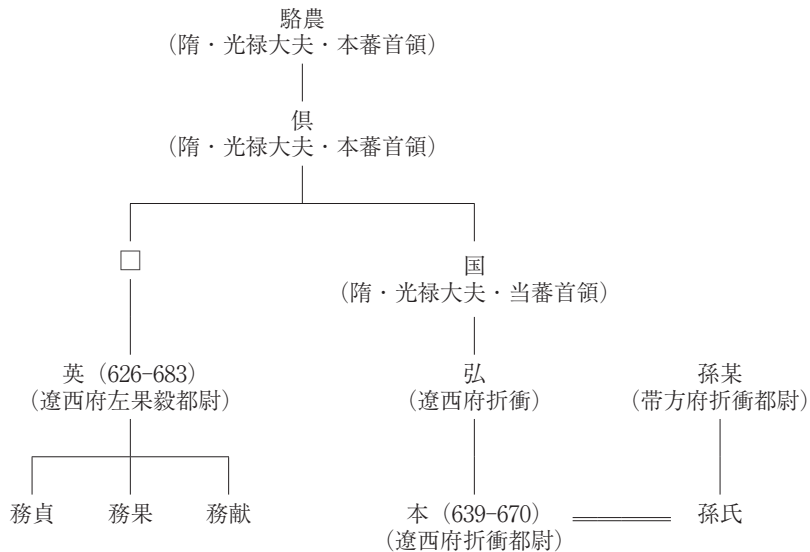 駱農
（隋・光禄大夫・本蕃首領）
倶
（隋・光禄大夫・本蕃首領）
□
国
（隋・光禄大夫・当蕃首領）
英（626-683）
（遼西府左果毅都尉）
弘
（遼西府折衝）
孫某
（帯方府折衝都尉）
務貞
務果
務献
本（639-670）
（遼西府折衝都尉）
孫氏